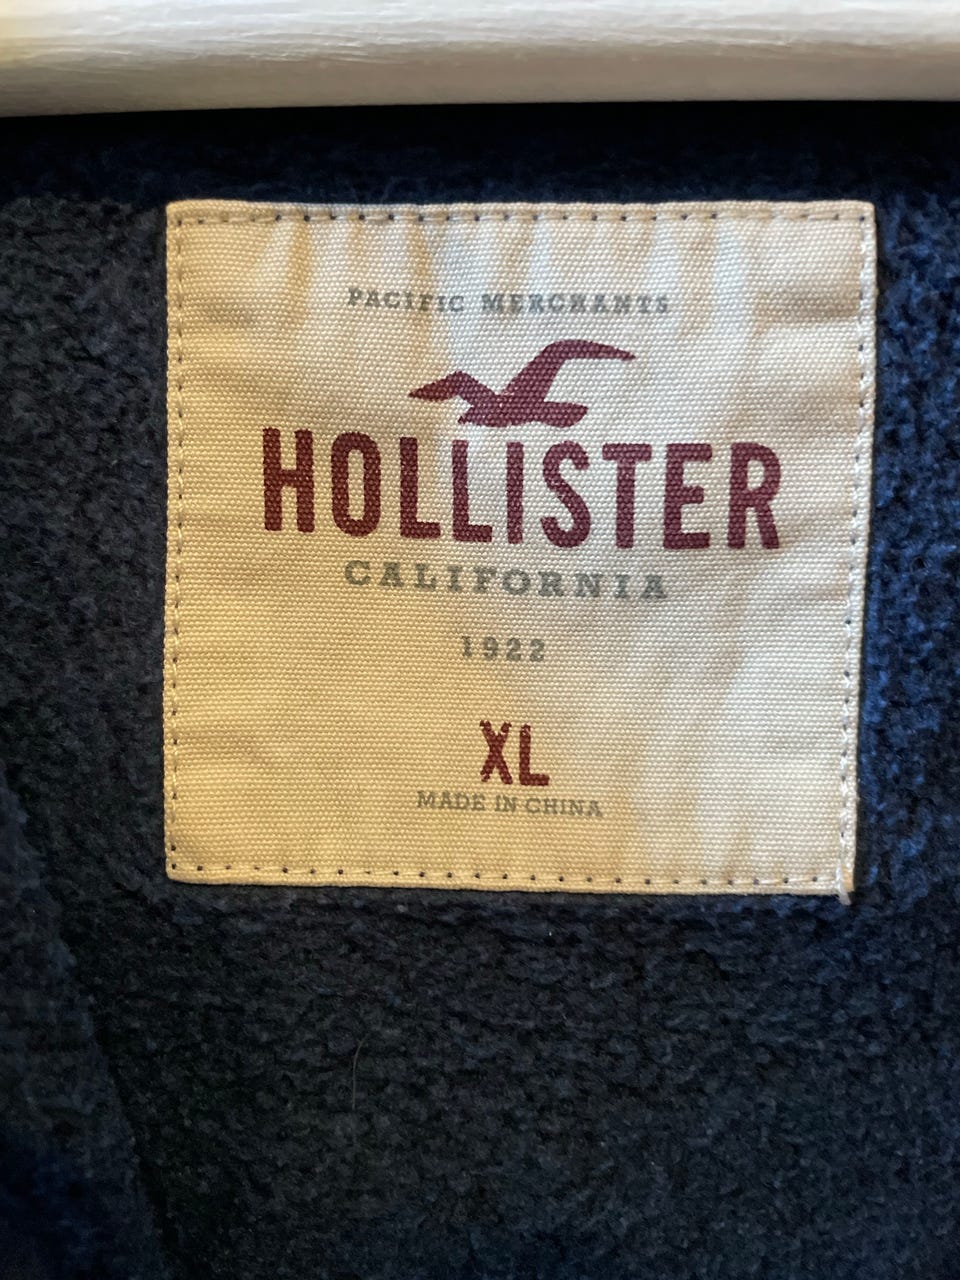 PACIFIC MERCHANTS
HOLLISTER
CALIFORNIA
1922
XL
MADE IN CHINA